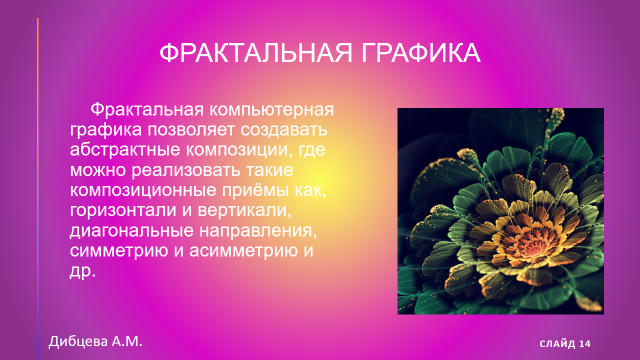 ФРАКТАЛЬНАЯ ГРАФИКА
Фрактальная компьютерная
графика позволяет создавать
абстрактные композиции, где
можно реализовать такие
композиционные приёмы как,
горизонтали и вертикали,
диагональные направления,
симметрию и асимметрию и
др.
Дибцева А.М.
СЛАЙД 14